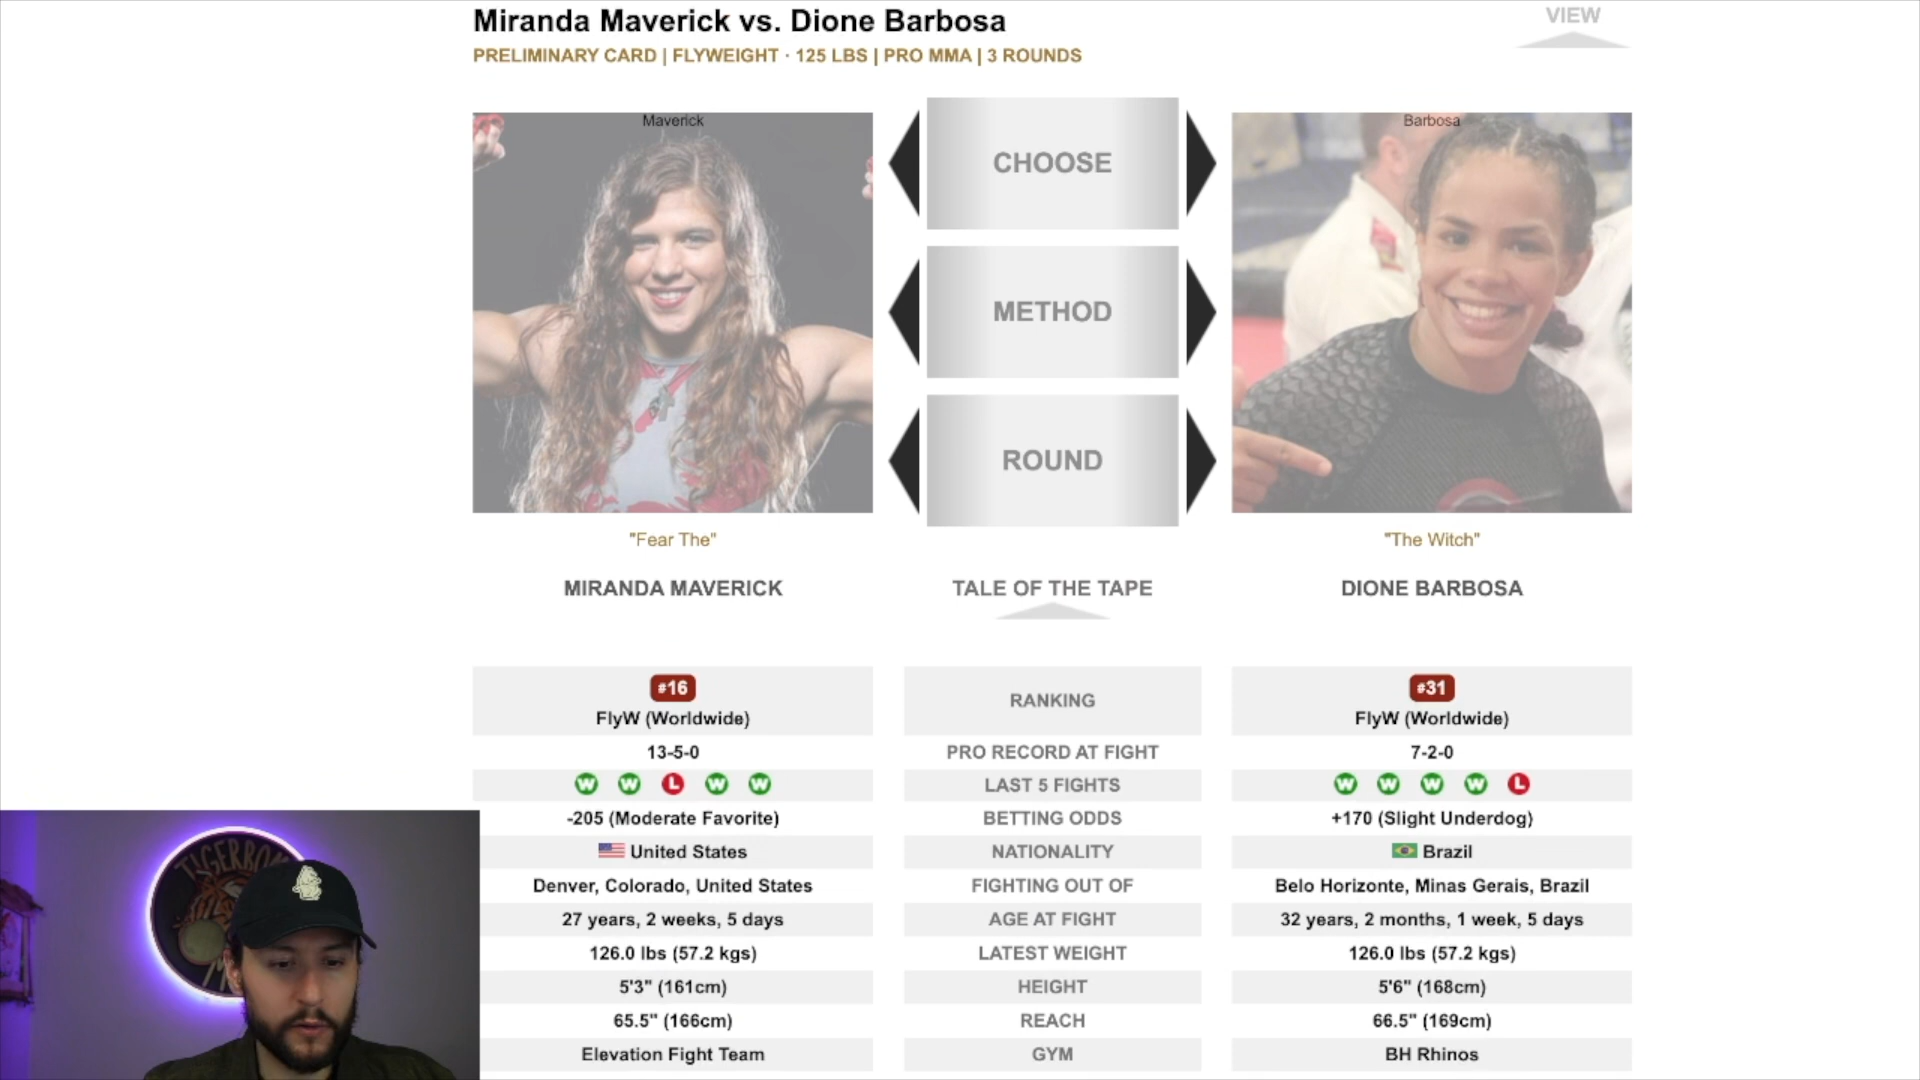 Miranda Maverick vs. Dione Barbosa
VIEW
PRELIMINARY CARD | FLYWEIGHT · 125 LBS | PRO MMA | 3 ROUNDS
Maverick
Barbosa
CHOOSE
METHOD
ROUND
"Fear The"
"The Witch"
MIRANDA MAVERICK
TALE OF THE TAPE
DIONE BARBOSA
#16
FlyW (Worldwide)
RANKING
#31
FlyW (Worldwide)
13-5-0
PRO RECORD AT FIGHT
7-2-0
W W L W W
LAST 5 FIGHTS
W W W W L
-205 (Moderate Favorite)
BETTING ODDS
+170 (Slight Underdog)
United States
NATIONALITY
Brazil
Denver, Colorado, United States
FIGHTING OUT OF
Belo Horizonte, Minas Gerais, Brazil
27 years, 2 weeks, 5 days
AGE AT FIGHT
32 years, 2 months, 1 week, 5 days
126.0 lbs (57.2 kgs)
LATEST WEIGHT
126.0 lbs (57.2 kgs)
5'3" (161cm)
HEIGHT
5'6" (168cm)
65.5" (166cm)
REACH
66.5" (169cm)
Elevation Fight Team
GYM
BH Rhinos